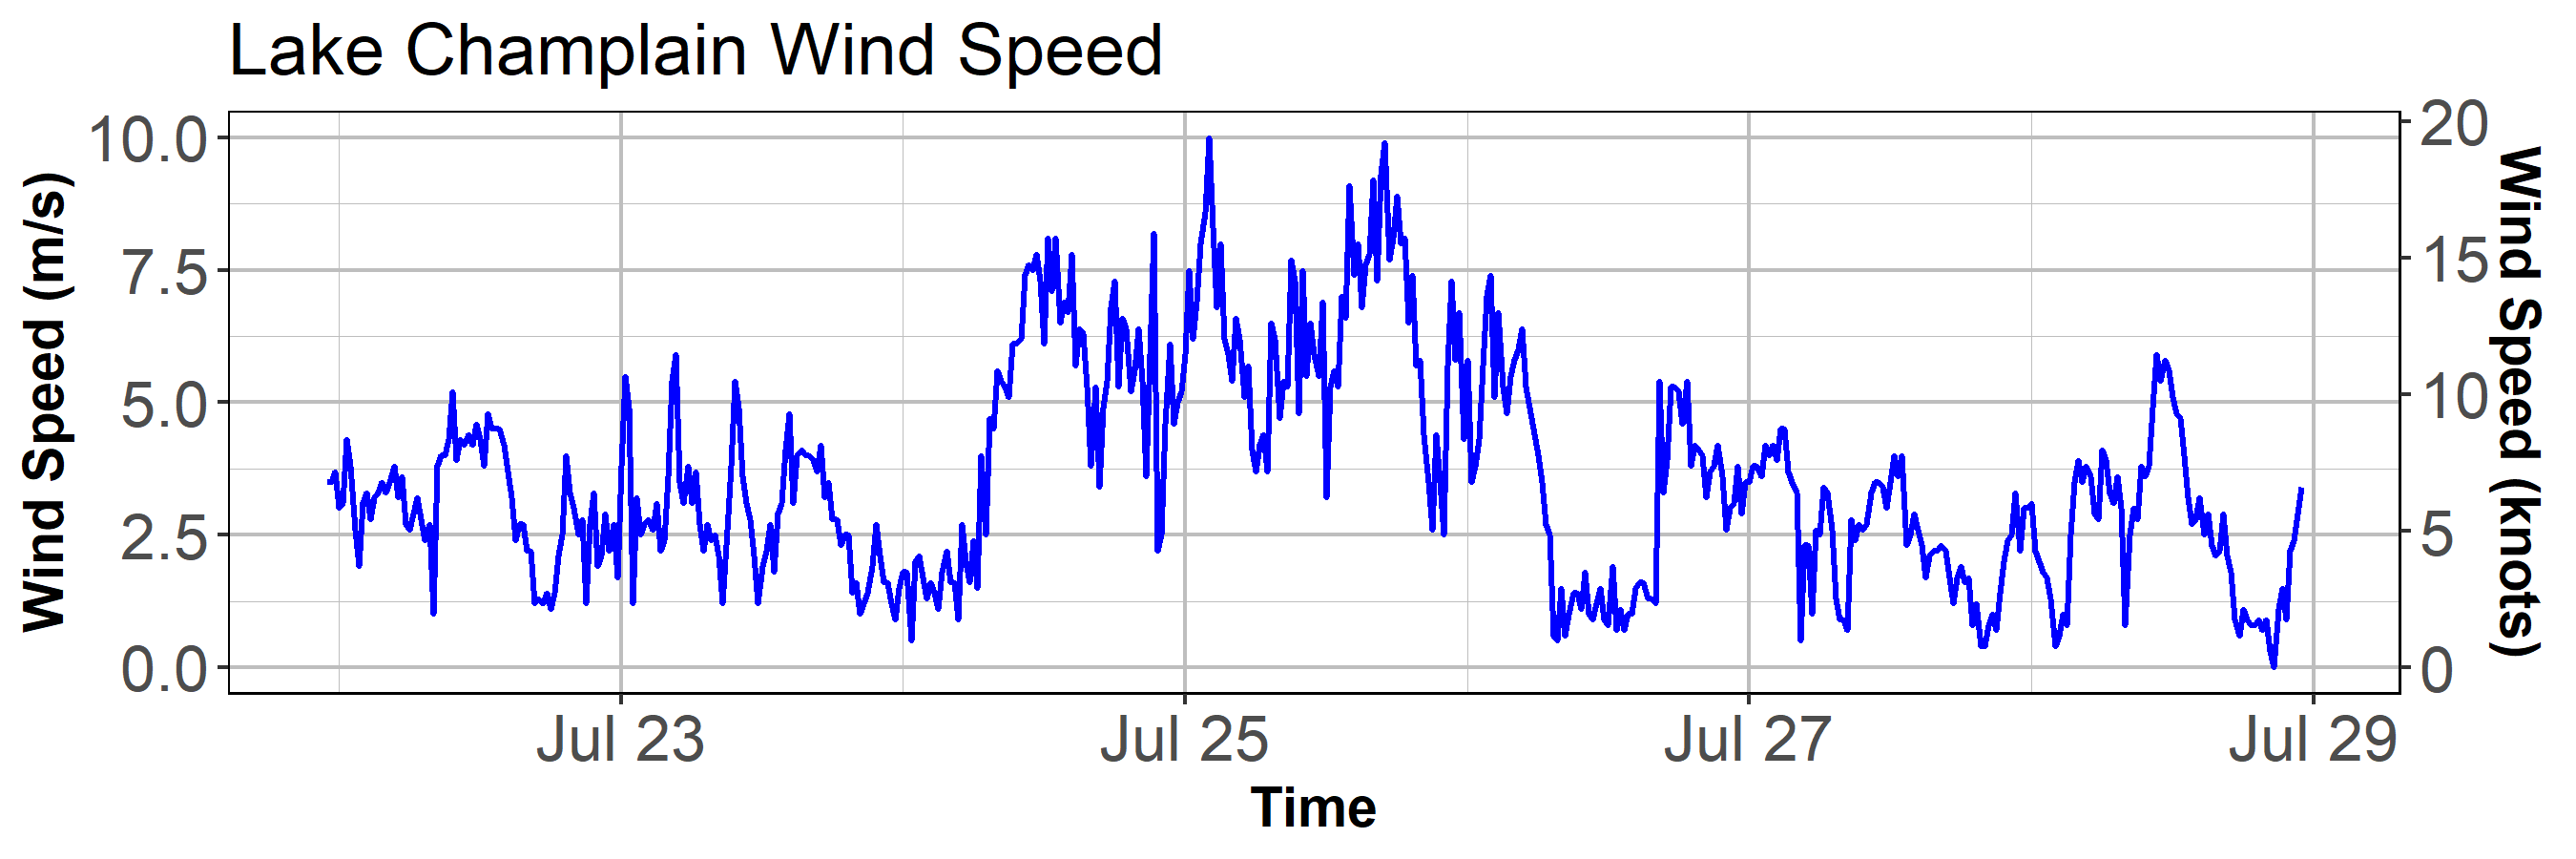 Lake Champlain Wind Speed
Wind Speed (m/s)
10.0
7.5
5.0
2.5
0.0
20
15
10
5
0
Wind Speed (knots)
Jul 23 Jul 25 Jul 27 Jul 29
Time